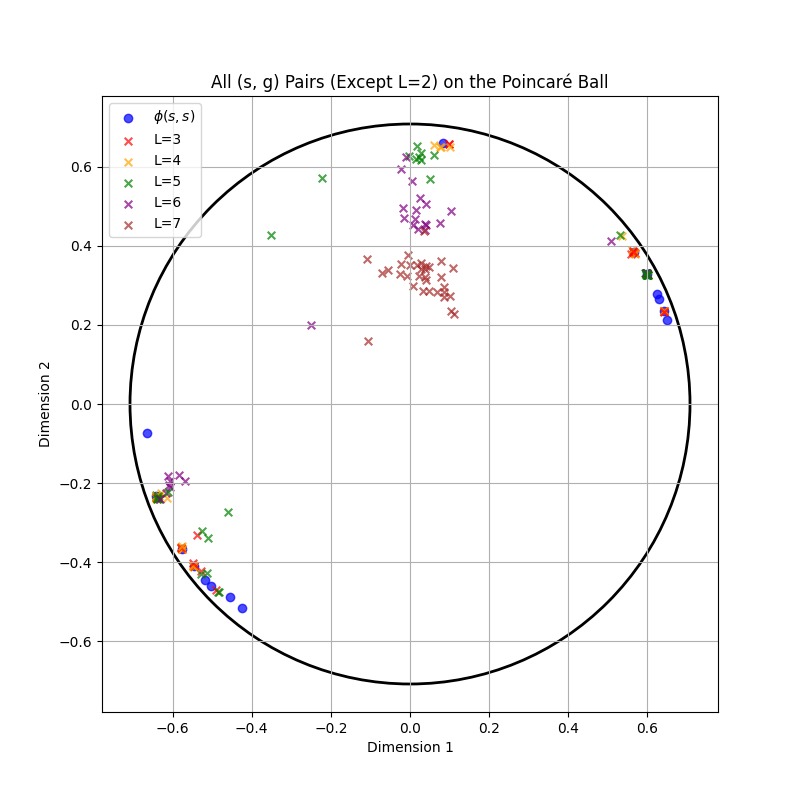 All (s, g) Pairs (Except L=2) on the Poincaré Ball
ϕ(s, s)
L=3
L=4
L=5
L=6
L=7
0.6
0.4
0.2
0.0
−0.2
−0.4
−0.6
Dimension 2
−0.6
−0.4
−0.2
0.0
0.2
0.4
0.6
Dimension 1